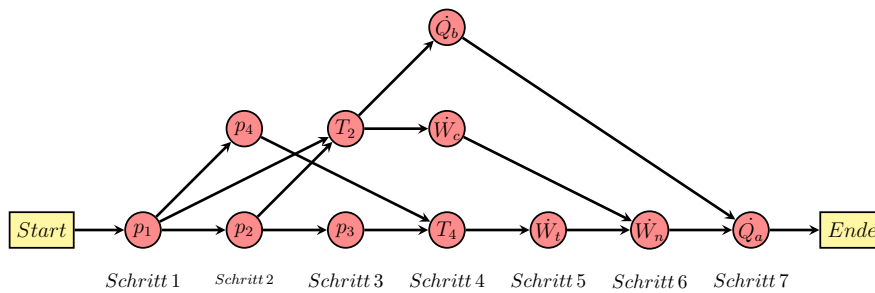 Q̇_b
p_4 T_2 Ẇ_c
Start p_1 p_2 p_3 T_4 Ẇ_t Ẇ_n Q̇_a Ende
Schritt 1 Schritt 2 Schritt 3 Schritt 4 Schritt 5 Schritt 6 Schritt 7